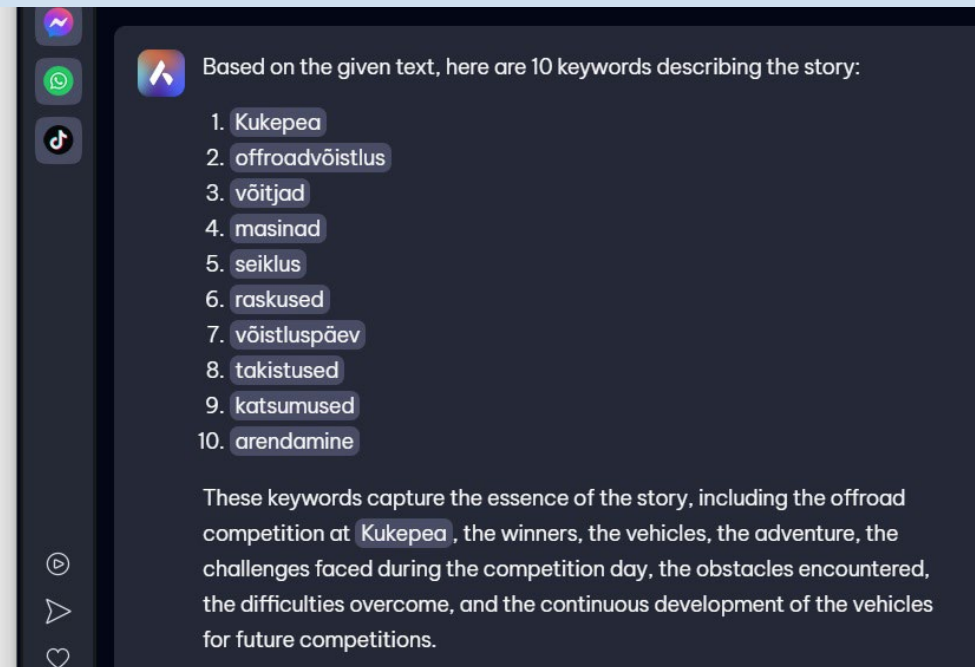 Based on the given text, here are 10 keywords describing the story:
1. Kukepea
2. offroadvõistlus
3. võitjad
4. masinad
5. seiklus
6. raskused
7. võistluspäev
8. takistused
9. katsumused
10. arendamine
These keywords capture the essence of the story, including the offroad
competition at Kukepea, the winners, the vehicles, the adventure, the
challenges faced during the competition day, the obstacles encountered,
the difficulties overcome, and the continuous development of the vehicles
for future competitions.